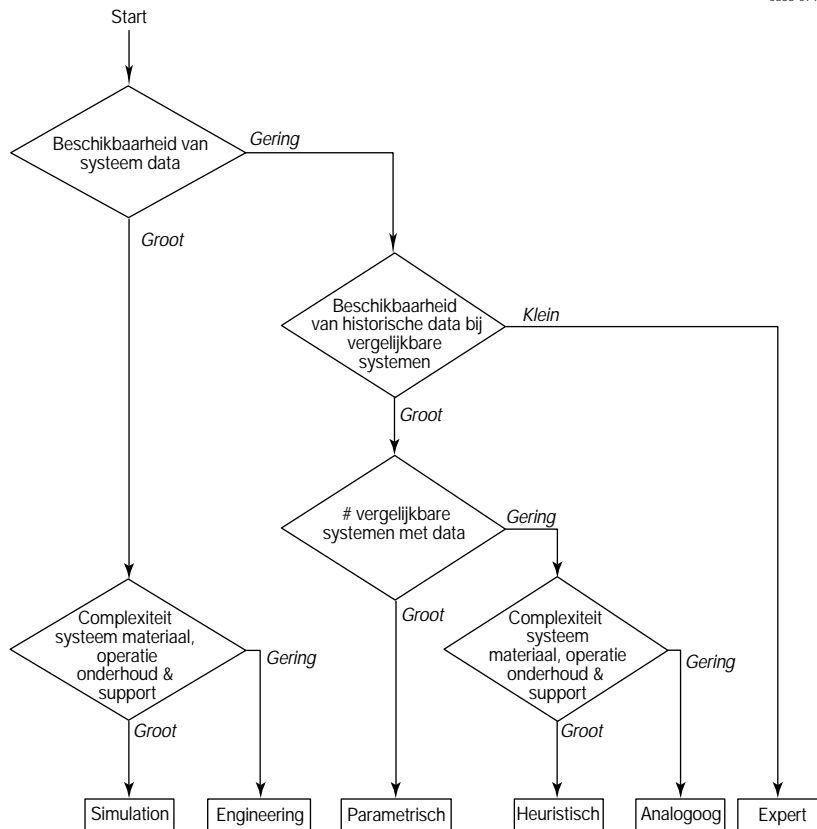 Start
Beschikbaarheid van
systeem data
Gering
Groot
Beschikbaarheid
van historische data bij
vergelijkbare
systemen
Klein
Groot
# vergelijkbare
systemen met data
Gering
Groot
Complexiteit
systeem materiaal,
operatie
onderhoud &
support
Gering
Groot
Complexiteit
systeem
materiaal, operatie
onderhoud &
support
Gering
Groot
Simulation
Engineering
Parametrisch
Heuristisch
Analogoog
Expert